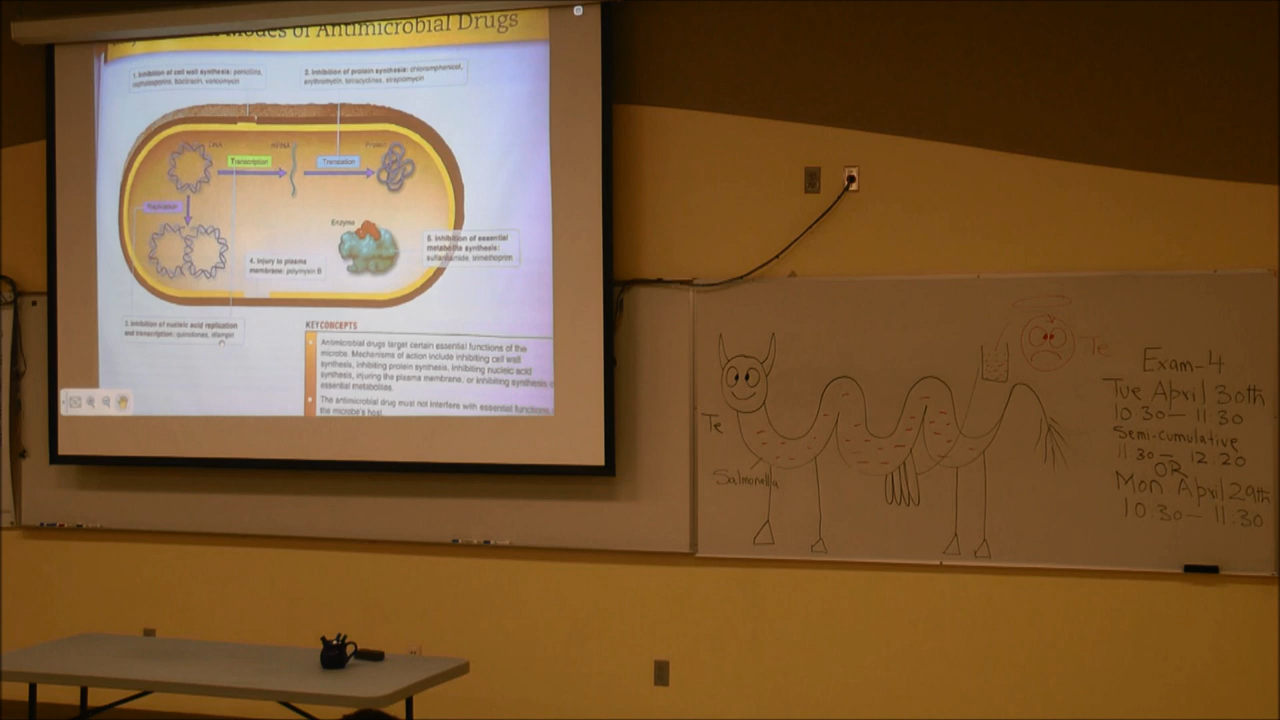 Modes of Antimicrobial Drugs
1. Inhibition of cell wall synthesis: penicillins,
cephalosporins, bacitracin, vancomycin
2. Inhibition of protein synthesis: chloramphenicol,
erythromycin, tetracyclines, streptomycin
DNA
mRNA
Protein
Transcription
Translation
Replication
Enzyme
4. Injury to plasma
membrane: polymyxin B
5. Inhibition of essential
metabolite synthesis:
sulfanilamide, trimethoprim
3. Inhibition of nucleic acid replication
and transcription: quinolones, rifampin
KEY CONCEPTS
Antimicrobial drugs target certain essential functions of the
microbe. Mechanisms of action include inhibiting cell wall
synthesis, inhibiting protein synthesis, inhibiting nucleic acid
synthesis, injuring the plasma membrane, or inhibiting synthesis o
essential metabolites.
The antimicrobial drug must not interfere with essential functions
the microbe's host.
Te
Salmonella
Te
Exam-4
Tue April 30th
10:30 – 11:30
Semi-cumulative
11:30 – 12:20
OR
Mon April 29th
10:30 – 11:30